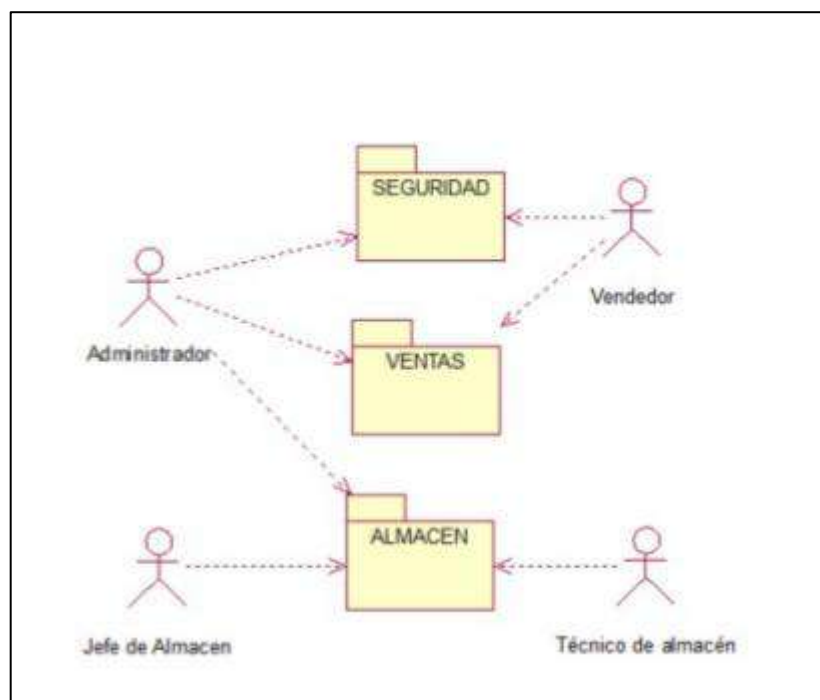 SEGURIDAD
Vendedor
Administrador
VENTAS
ALMACEN
Jefe de Almacen
Técnico de almacén